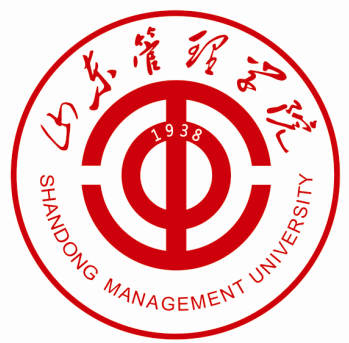 山东管理学院
1938
SHANDONG MANAGEMENT UNIVERSITY